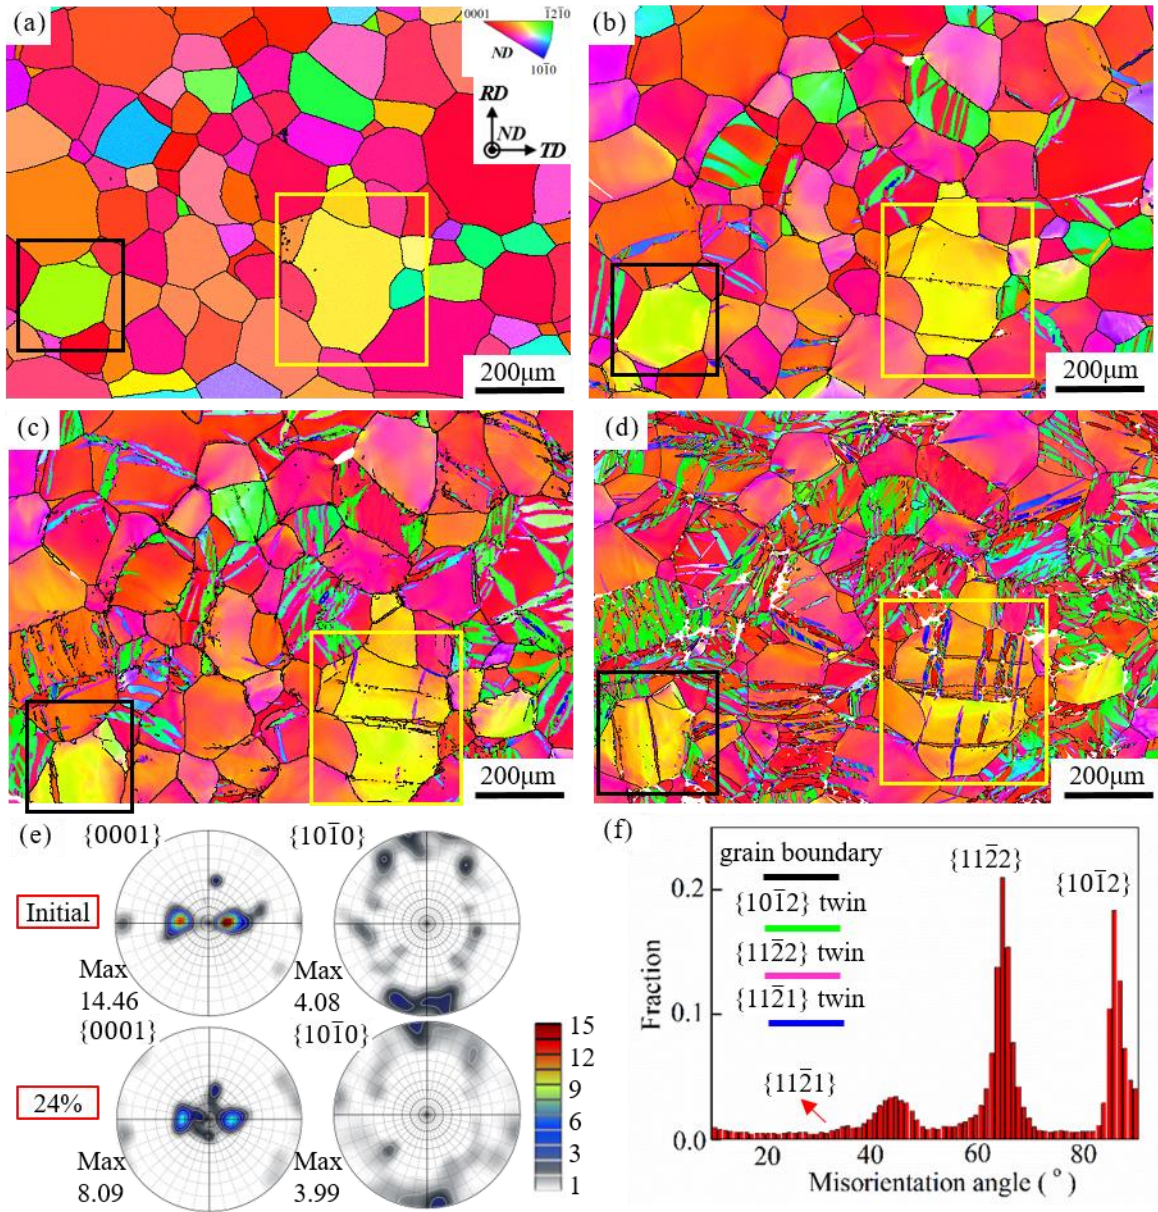 (a)
0001
1̄21̄0
ND
101̄0
RD
ND
TD
200μm
(b)
200μm
(c)
200μm
(d)
200μm
(e)
{0001}
{101̄0}
Initial
Max
14.46
Max
4.08
{0001}
{101̄0}
24%
Max
8.09
Max
3.99
15
12
9
6
3
1
(f)
grain boundary
{101̄2} twin
{112̄2} twin
{112̄1} twin
{112̄2}
{101̄2}
{112̄1}
0.2
0.1
0.0
Fraction
20
40
60
80
Misorientation angle ( ° )